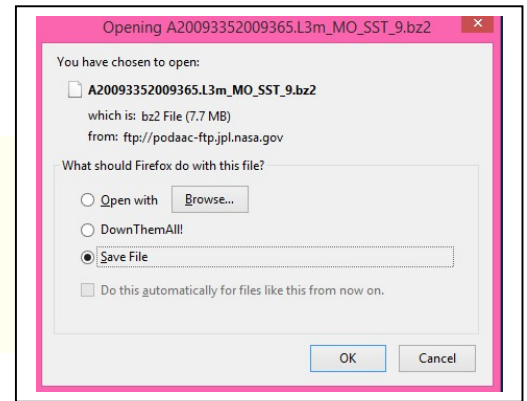 Opening A20093352009365.L3m_MO_SST_9.bz2
You have chosen to open:
A20093352009365.L3m_MO_SST_9.bz2
which is: bz2 File (7.7 MB)
from: ftp://podaac-ftp.jpl.nasa.gov
What should Firefox do with this file?
Open with Browse...
DownThemAll!
Save File
Do this automatically for files like this from now on.
OK Cancel